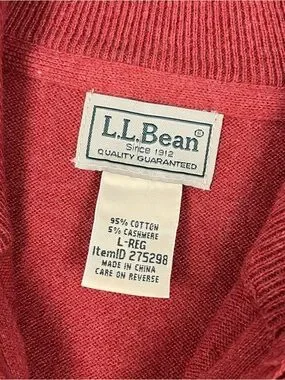 L.L.Bean®
Since 1912
QUALITY GUARANTEED
95% COTTON
5% CASHMERE
L-REG
ItemID 275298
MADE IN CHINA
CARE ON REVERSE